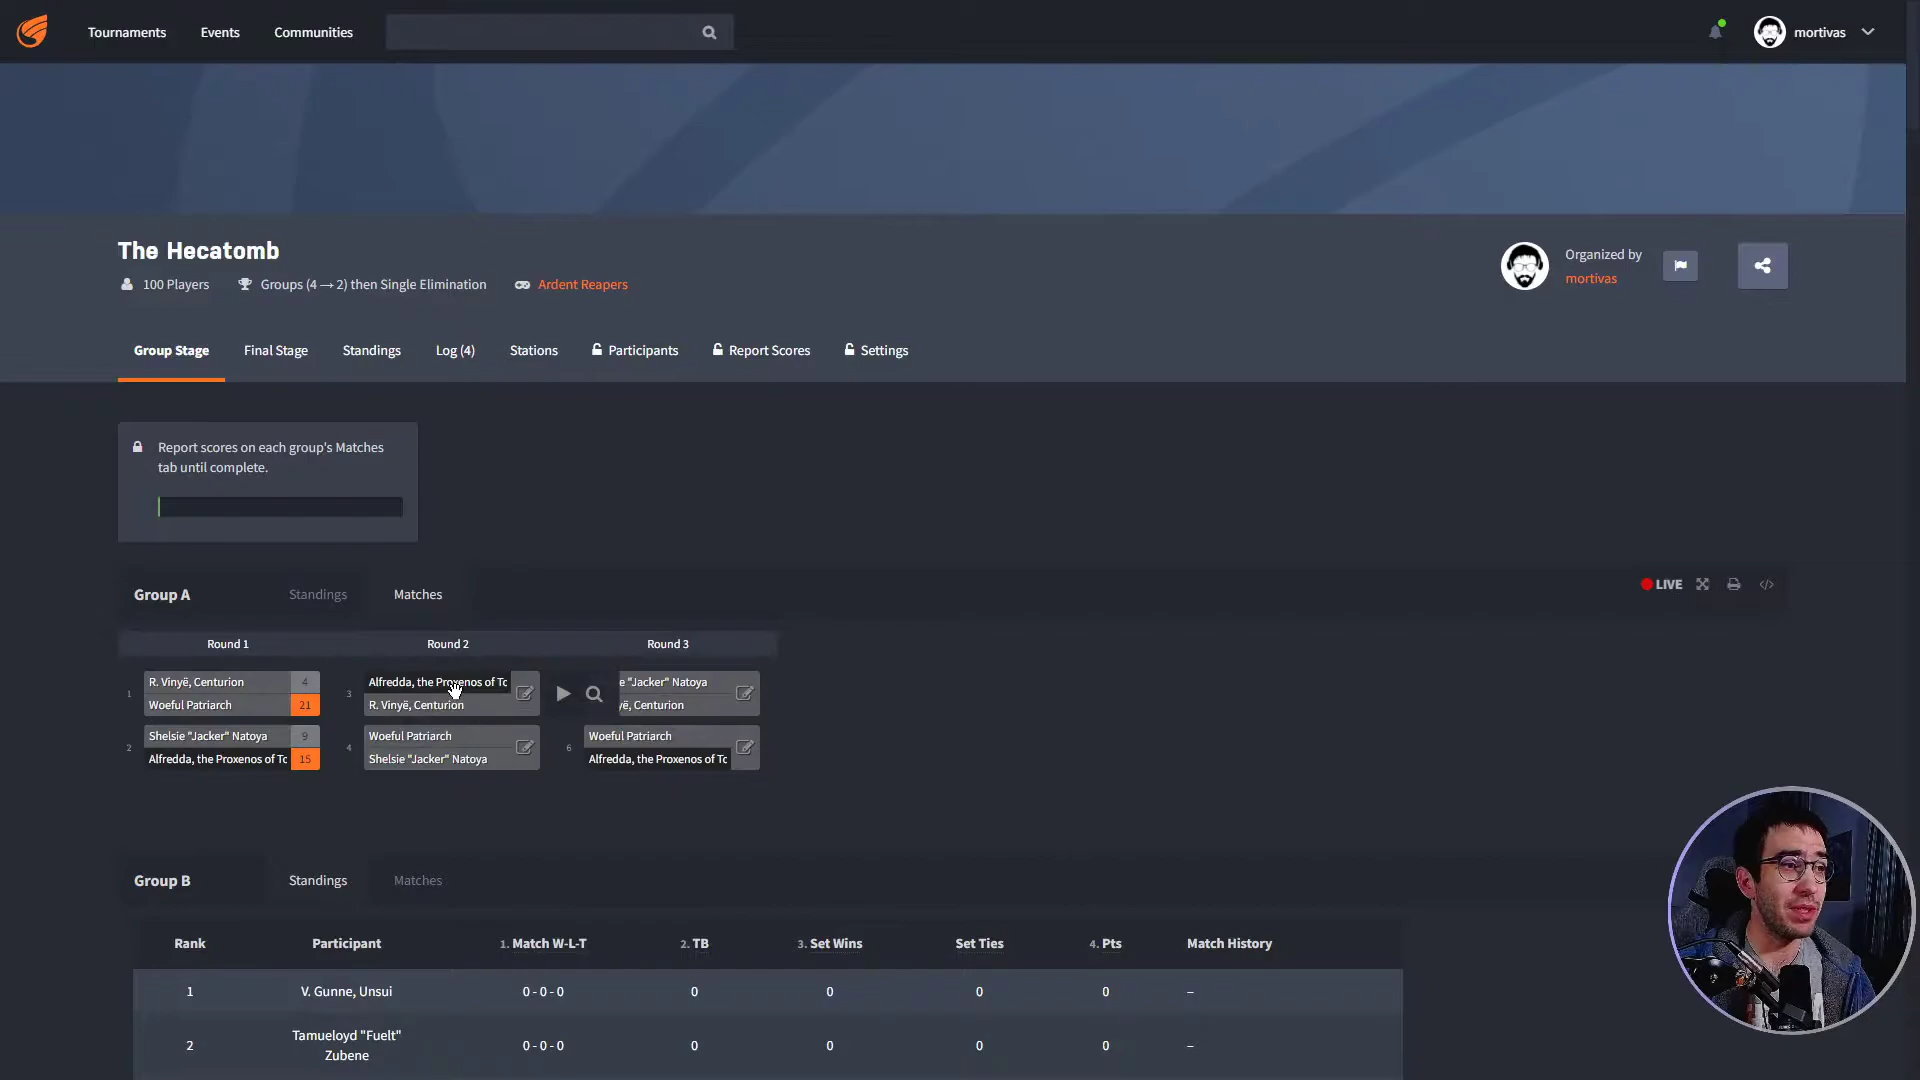 Tournaments
Events
Communities
mortivas
The Hecatomb
100 Players
Groups (4 → 2) then Single Elimination
Ardent Reapers
Organized by
mortivas
Group Stage
Final Stage
Standings
Log (4)
Stations
Participants
Report Scores
Settings
Report scores on each group's Matches
tab until complete.
Group A
Standings
Matches
LIVE
Round 1
Round 2
Round 3
1
R. Vinyë, Centurion 4
Woeful Patriarch 21
2
Shelsie "Jacker" Natoya 9
Alfredda, the Proxenos of Tc 15
3
Alfredda, the Proxenos of Tc
R. Vinyë, Centurion
4
Woeful Patriarch
Shelsie "Jacker" Natoya
e "Jacker" Natoya
yë, Centurion
6
Woeful Patriarch
Alfredda, the Proxenos of Tc
Group B
Standings
Matches
Rank Participant 1. Match W-L-T 2. TB 3. Set Wins Set Ties 4. Pts Match History
1 V. Gunne, Unsui 0 - 0 - 0 0 0 0 0 –
2 Tamueloyd "Fuelt" 0 - 0 - 0 0 0 0 0 –
Zubene